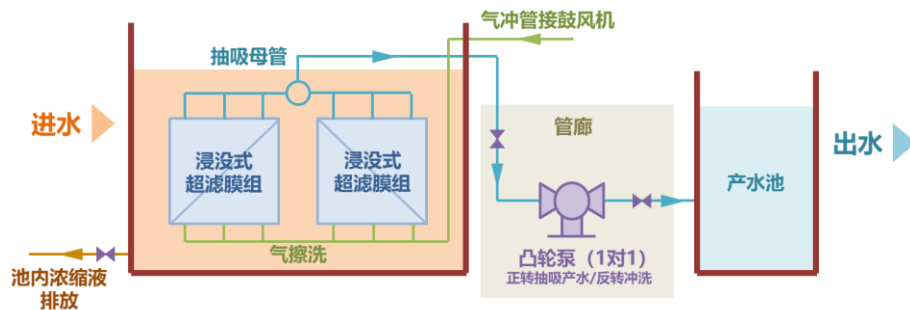 气冲管接鼓风机
抽吸母管
进水
管廊
出水
浸没式
超滤膜组
浸没式
超滤膜组
产水池
气擦洗
凸轮泵（1对1）
正转抽吸产水/反转冲洗
池内浓缩液
排放